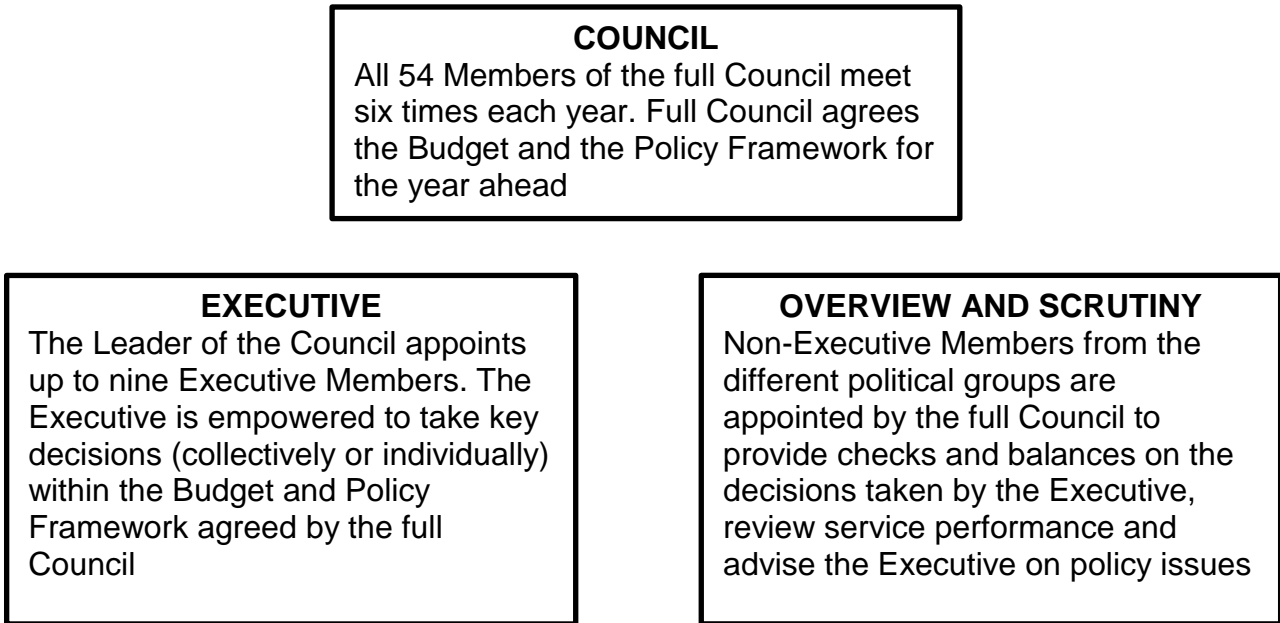 COUNCIL
All 54 Members of the full Council meet
six times each year. Full Council agrees
the Budget and the Policy Framework for
the year ahead
EXECUTIVE
The Leader of the Council appoints
up to nine Executive Members. The
Executive is empowered to take key
decisions (collectively or individually)
within the Budget and Policy
Framework agreed by the full
Council
OVERVIEW AND SCRUTINY
Non-Executive Members from the
different political groups are
appointed by the full Council to
provide checks and balances on the
decisions taken by the Executive,
review service performance and
advise the Executive on policy issues